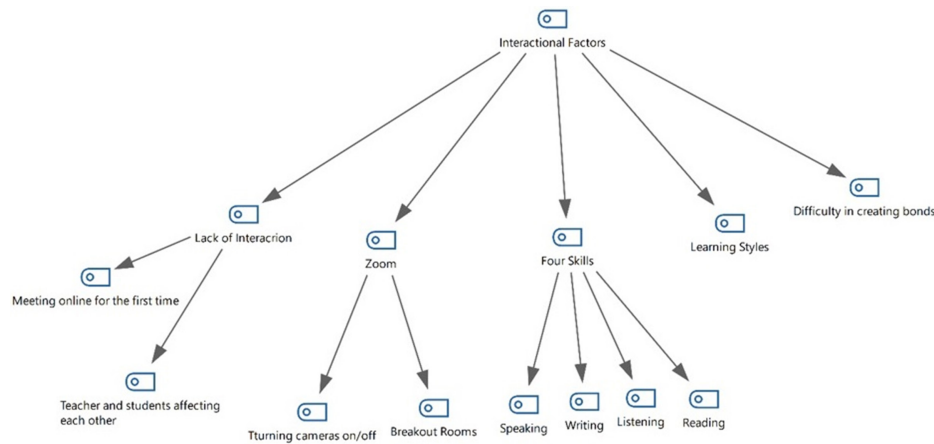 Interactional Factors
Difficulty in creating bonds
Lack of Interacrion
Learning Styles
Zoom
Four Skills
Meeting online for the first time
Teacher and students affecting
each other
Tturning cameras on/off
Breakout Rooms
Speaking
Writing
Listening
Reading